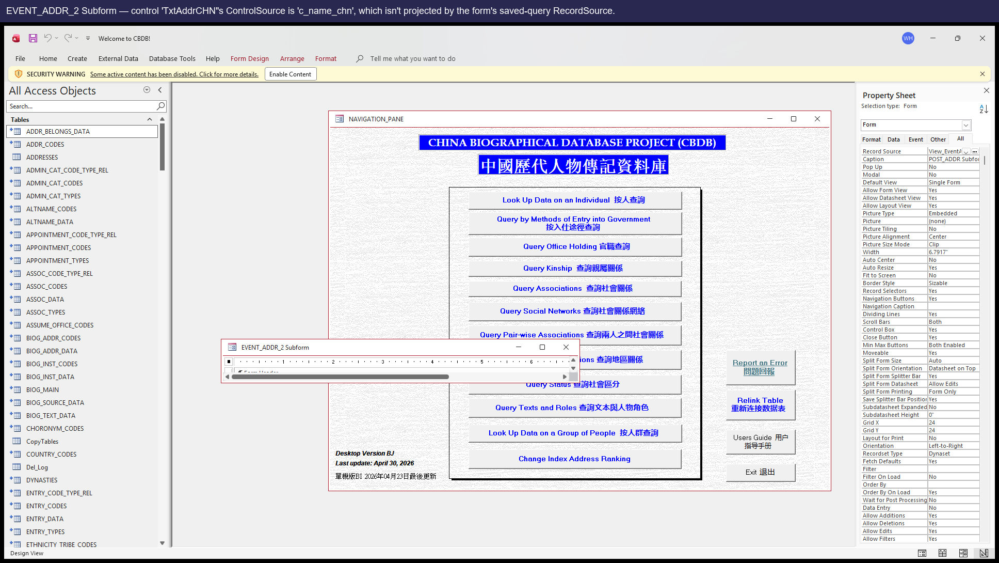 EVENT_ADDR_2 Subform — control 'TxtAddrCHN''s ControlSource is 'c_name_chn', which isn't projected by the form's saved-query RecordSource.
Welcome to CBDB!
WH
File Home Create External Data Database Tools Help Form Design Arrange Format Tell me what you want to do
SECURITY WARNING Some active content has been disabled. Click for more details. Enable Content
All Access Objects
Search...
Tables
ADDR_BELONGS_DATA
ADDR_CODES
ADDRESSES
ADMIN_CAT_CODE_TYPE_REL
ADMIN_CAT_CODES
ADMIN_CAT_TYPES
ALTNAME_CODES
ALTNAME_DATA
APPOINTMENT_CODE_TYPE_REL
APPOINTMENT_CODES
APPOINTMENT_TYPES
ASSOC_CODE_TYPE_REL
ASSOC_CODES
ASSOC_DATA
ASSOC_TYPES
ASSUME_OFFICE_CODES
BIOG_ADDR_CODES
BIOG_ADDR_DATA
BIOG_INST_CODES
BIOG_INST_DATA
BIOG_MAIN
BIOG_SOURCE_DATA
BIOG_TEXT_DATA
CHORONYM_CODES
CopyTables
COUNTRY_CODES
Del_Log
DYNASTIES
ENTRY_CODE_TYPE_REL
ENTRY_CODES
ENTRY_DATA
ENTRY_TYPES
ETHNICITY_TRIBE_CODES
Design View
NAVIGATION_PANE
CHINA BIOGRAPHICAL DATABASE PROJECT (CBDB)
中國歷代人物傳記資料庫
Look Up Data on an Individual 按人查詢
Query by Methods of Entry into Government
按入仕途徑查詢
Query Office Holding 官職查詢
Query Kinship 查詢親屬關係
Query Associations 查詢社會關係
Query Social Networks 查詢社會關係網絡
Query Pair-wise Associations 查詢兩人之間社會關係
ions 查詢地區關係
Query Status 查詢社會區分
Query Texts and Roles 查詢文本與人物角色
Look Up Data on a Group of People 按人群查詢
Change Index Address Ranking
Report an Error
問題回報
Relink Table
重新连接数据表
Users Guide 用户
指导手册
Exit 退出
Desktop Version BJ
Last update: April 30, 2026
單機版BI 2026年04月23日最後更新
EVENT_ADDR_2 Subform
1 2 3 4 5 6
Form Header
Property Sheet
Selection type: Form
Form
Format Data Event Other All
Record Source View_EventA
Caption POST_ADDR Subfor
Pop Up No
Modal No
Default View Single Form
Allow Form View Yes
Allow Datasheet View Yes
Allow Layout View Yes
Picture Type Embedded
Picture (none)
Picture Tiling No
Picture Alignment Center
Picture Size Mode Clip
Width 6.7917"
Auto Center No
Auto Resize Yes
Fit to Screen No
Border Style Sizable
Record Selectors Yes
Navigation Buttons Yes
Navigation Caption
Dividing Lines Yes
Scroll Bars Both
Control Box Yes
Close Button Yes
Min Max Buttons Both Enabled
Moveable Yes
Split Form Size Auto
Split Form Orientation Datasheet on Top
Split Form Splitter Bar Yes
Split Form Datasheet Allow Edits
Split Form Printing Form Only
Save Splitter Bar Position Yes
Subdatasheet Expanded No
Subdatasheet Height 0"
Grid X 24
Grid Y 24
Layout for Print No
Orientation Left-to-Right
Recordset Type Dynaset
Fetch Defaults Yes
Filter
Filter On Load No
Order By
Order By On Load Yes
Wait for Post Processing No
Data Entry No
Allow Additions Yes
Allow Deletions Yes
Allow Edits Yes
Allow Filters Yes